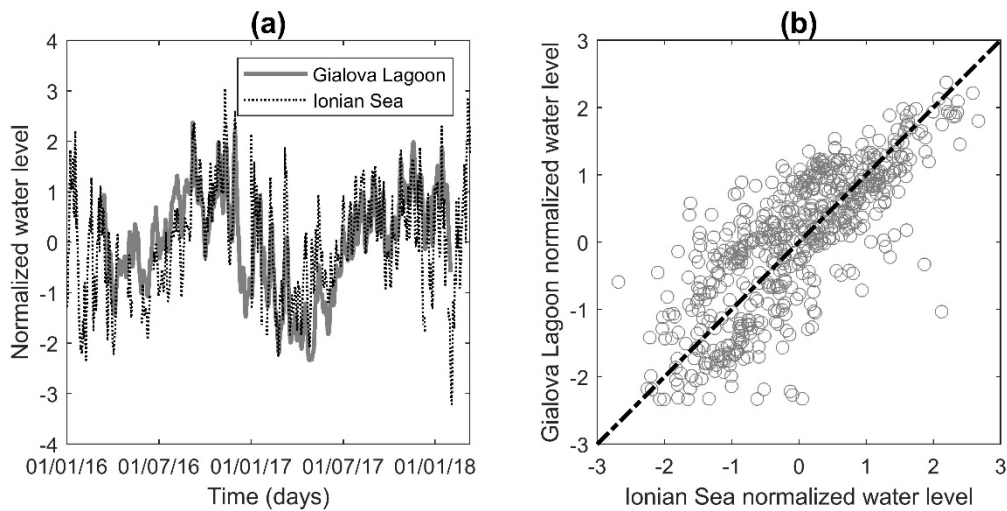 (a)
Normalized water level
4
3
2
1
0
-1
-2
-3
-4
Gialova Lagoon
Ionian Sea
01/01/16 01/07/16 01/01/17 01/07/17 01/01/18
Time (days)
(b)
Gialova Lagoon normalized water level
3
2
1
0
-1
-2
-3
-3 -2 -1 0 1 2 3
Ionian Sea normalized water level